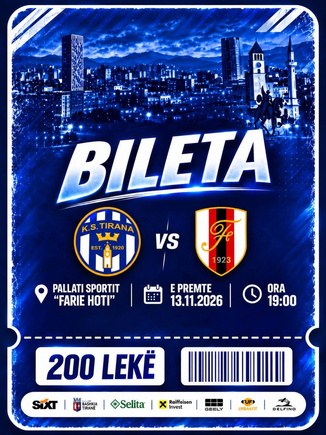 BILETA
K.S. TIRANA
EST. 1920
VS
FH
1923
PALLATI SPORTIT
"FARIE HOTI"
E PREMTE
13.11.2026
ORA
19:00
200 LEKË
SIXT
BASHKIA
TIRANË
Selita
Raiffeisen
Invest
GEELY
DELFINO